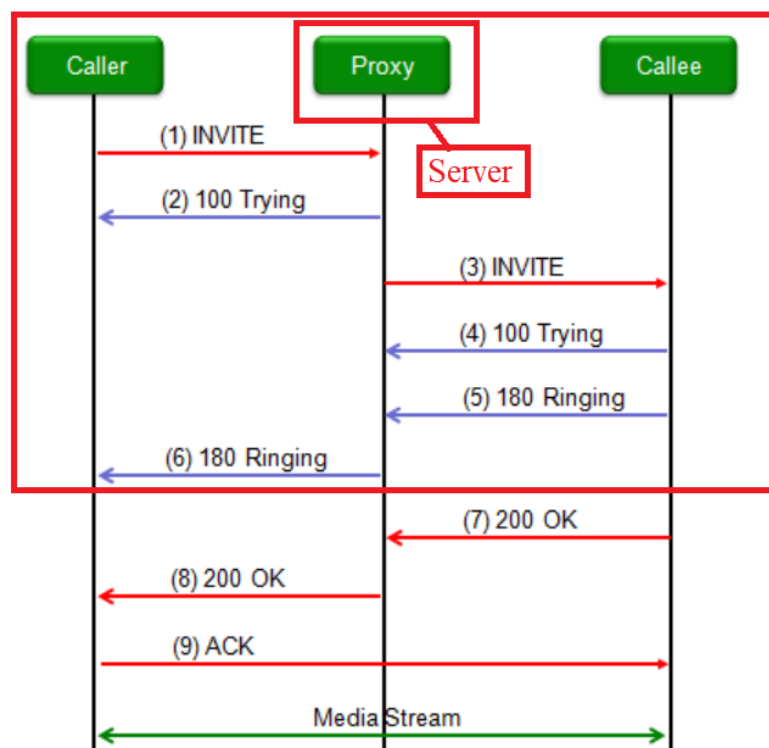 Caller
Proxy
Callee
(1) INVITE
Server
(2) 100 Trying
(3) INVITE
(4) 100 Trying
(5) 180 Ringing
(6) 180 Ringing
(7) 200 OK
(8) 200 OK
(9) ACK
Media Stream